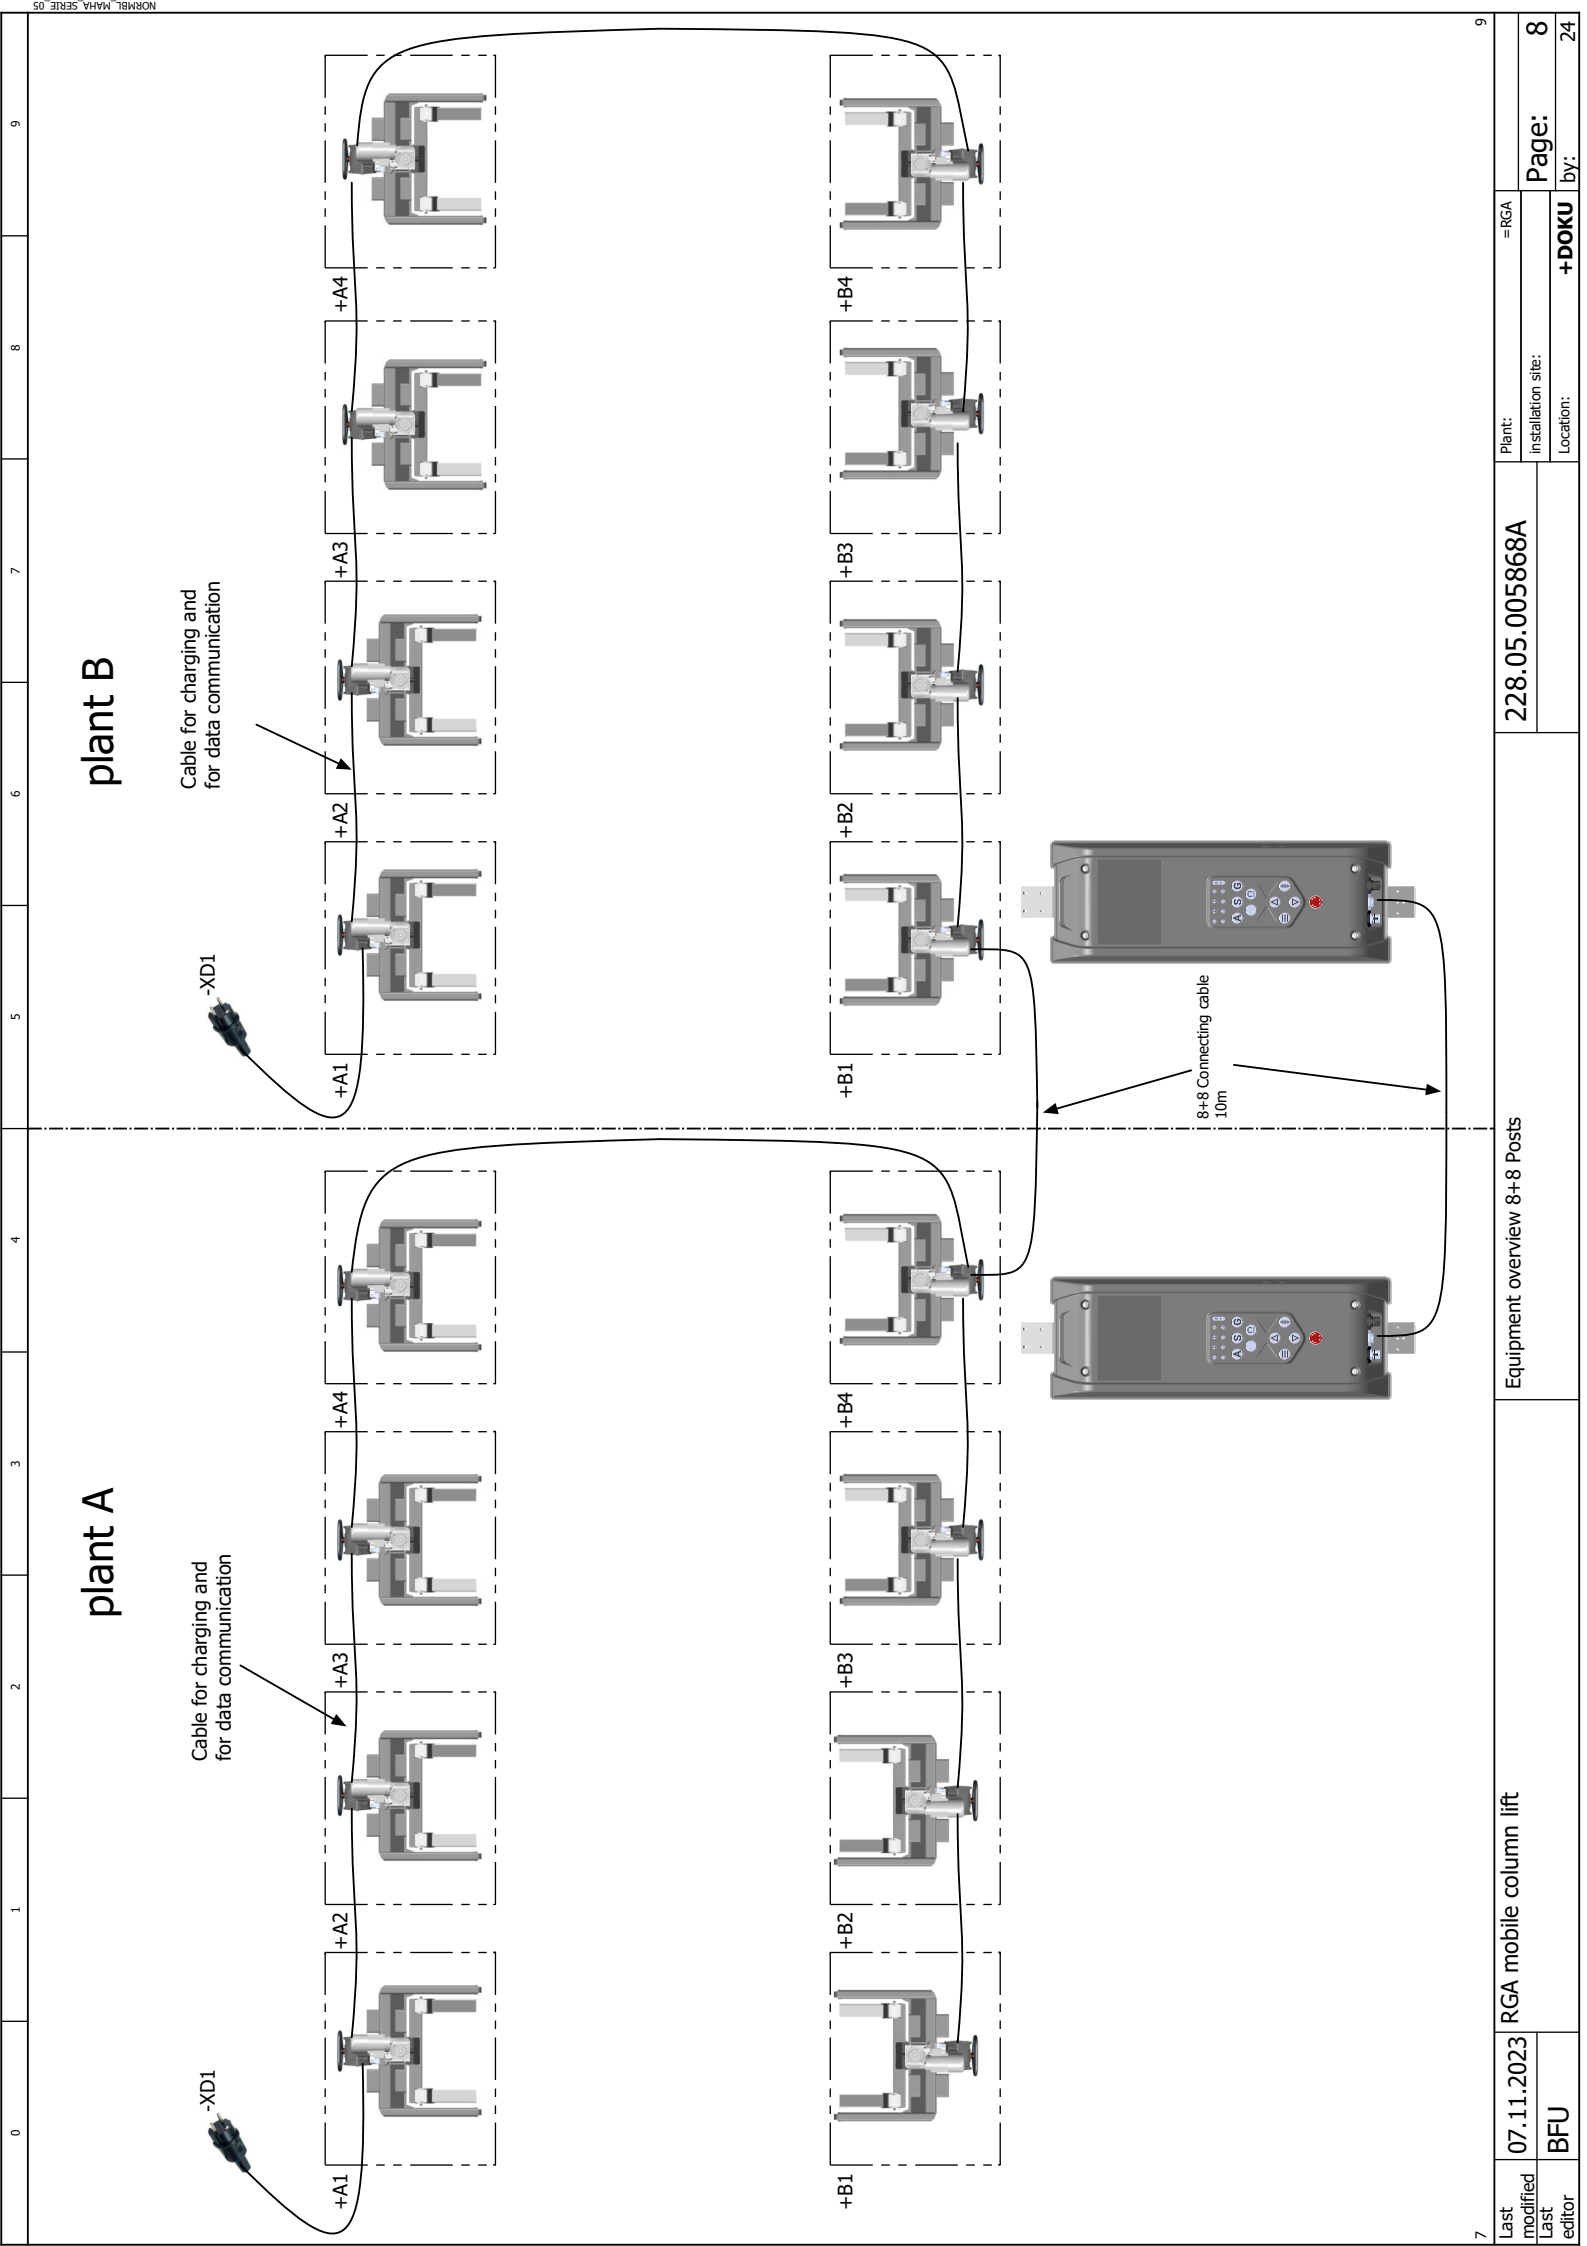 NORMBL_MAHA_SERIE_05
0
1
2
3
4
5
6
7
8
9
plant A
plant B
Cable for charging and
for data communication
Cable for charging and
for data communication
-XD1
-XD1
+A1
+A2
+A3
+A4
+A1
+A2
+A3
+A4
+B1
+B2
+B3
+B4
+B1
+B2
+B3
+B4
8+8 Connecting cable
10m
A S G
A S G
7
9
Last
modified
07.11.2023
Last
editor
BFU
RGA mobile column lift
Equipment overview 8+8 Posts
228.05.005868A
Plant:
=RGA
installation site:
Location:
+DOKU
Page:
8
by:
24